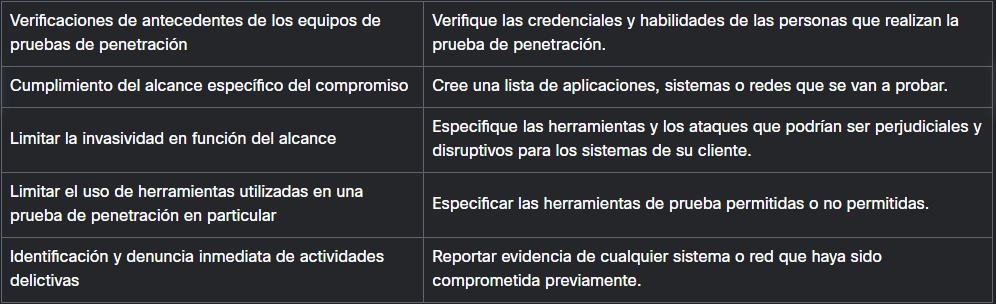 Verificaciones de antecedentes de los equipos de
pruebas de penetración
Verifique las credenciales y habilidades de las personas que realizan la
prueba de penetración.
Cumplimiento del alcance específico del compromiso
Cree una lista de aplicaciones, sistemas o redes que se van a probar.
Limitar la invasividad en función del alcance
Especifique las herramientas y los ataques que podrían ser perjudiciales y
disruptivos para los sistemas de su cliente.
Limitar el uso de herramientas utilizadas en una
prueba de penetración en particular
Especificar las herramientas de prueba permitidas o no permitidas.
Identificación y denuncia inmediata de actividades
delictivas
Reportar evidencia de cualquier sistema o red que haya sido
comprometida previamente.